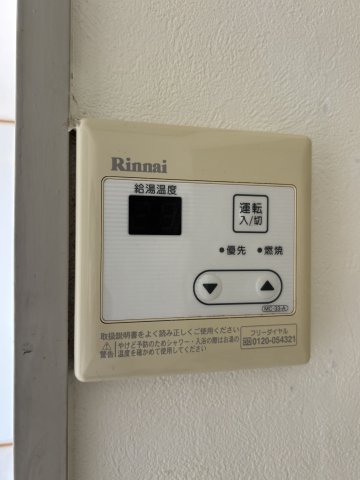 Rinnai
給湯温度
運転
入/切
●優先 ●燃焼
▼ ▲
MC-33-A
取扱説明書をよく読み正しくご使用ください
フリーダイヤル
0120-054321
⚠警告
やけど予防のためシャワー・入浴の際はお湯の
温度を確かめて使用してください